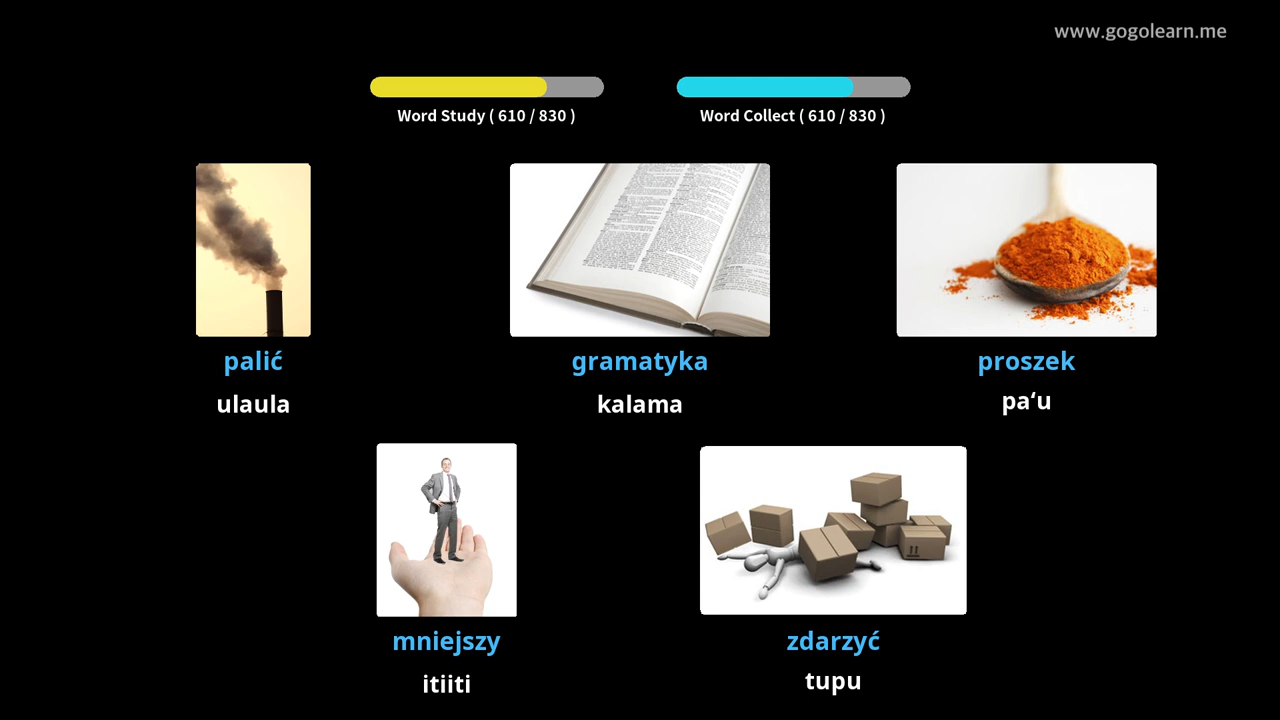 www.gogolearn.me
Word Study ( 610 / 830 )
Word Collect ( 610 / 830 )
palić
gramatyka
proszek
ulaula
kalama
paʻu
mniejszy
zdarzyć
itiiti
tupu